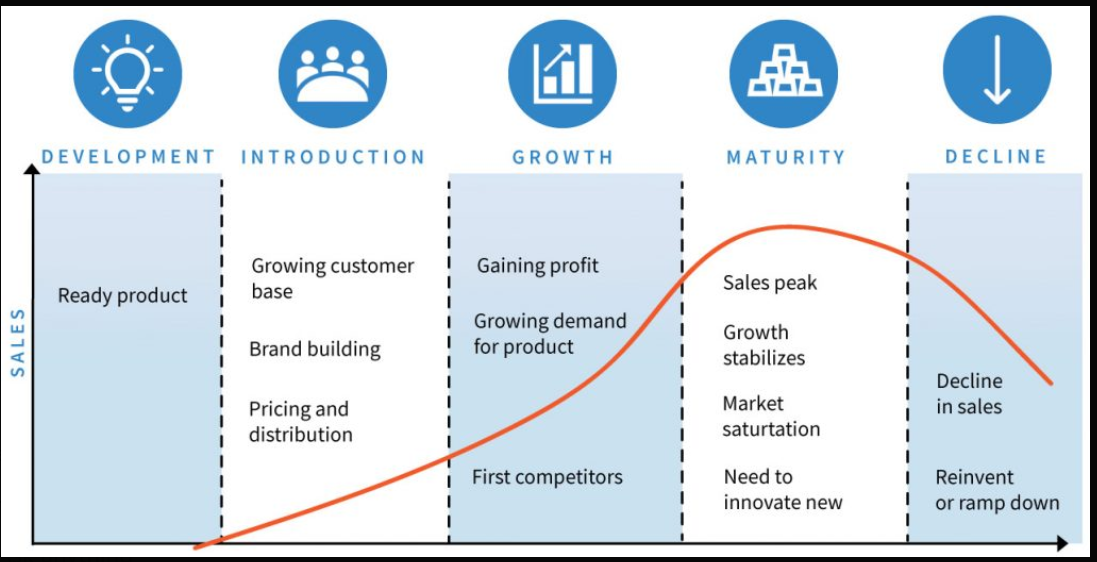 DEVELOPMENT
INTRODUCTION
GROWTH
MATURITY
DECLINE
SALES
Ready product
Growing customer
base
Brand building
Pricing and
distribution
Gaining profit
Growing demand
for product
First competitors
Sales peak
Growth
stabilizes
Market
saturtation
Need to
innovate new
Decline
in sales
Reinvent
or ramp down